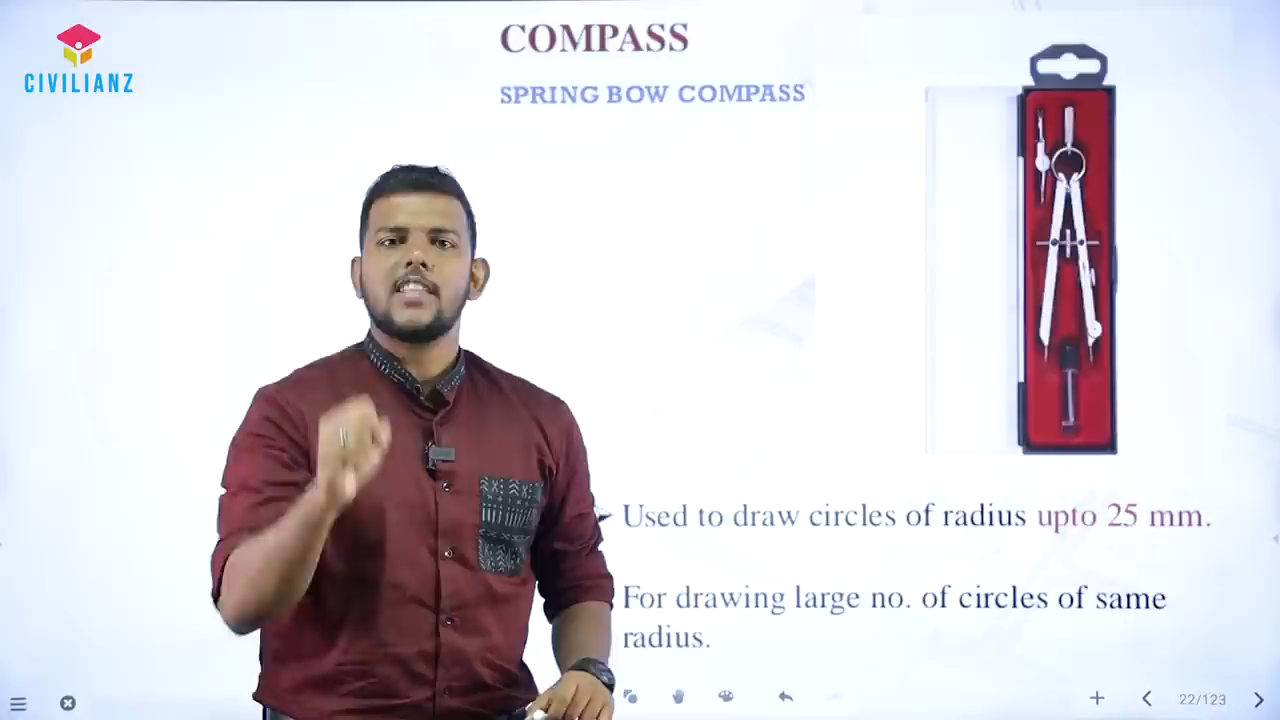 CIVILIANZ
COMPASS
SPRING BOW COMPASS
Used to draw circles of radius upto 25 mm.
For drawing large no. of circles of same
radius.
22/123